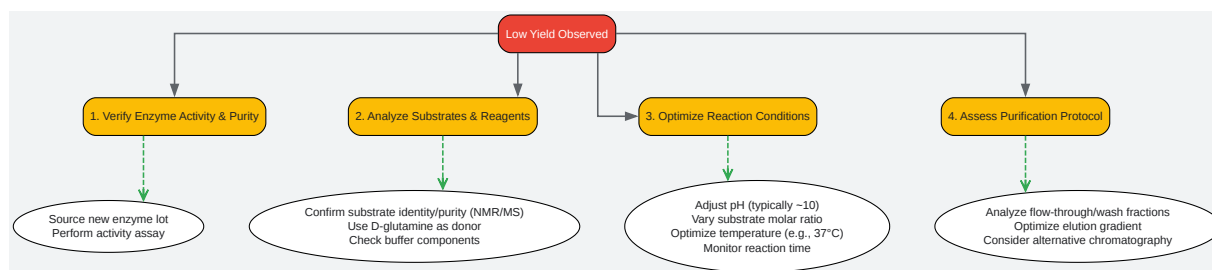 Low Yield Observed
1. Verify Enzyme Activity & Purity
2. Analyze Substrates & Reagents
3. Optimize Reaction Conditions
4. Assess Purification Protocol
Source new enzyme lot
Perform activity assay
Confirm substrate identity/purity (NMR/MS)
Use D-glutamine as donor
Check buffer components
Adjust pH (typically ~10)
Vary substrate molar ratio
Optimize temperature (e.g., 37°C)
Monitor reaction time
Analyze flow-through/wash fractions
Optimize elution gradient
Consider alternative chromatography